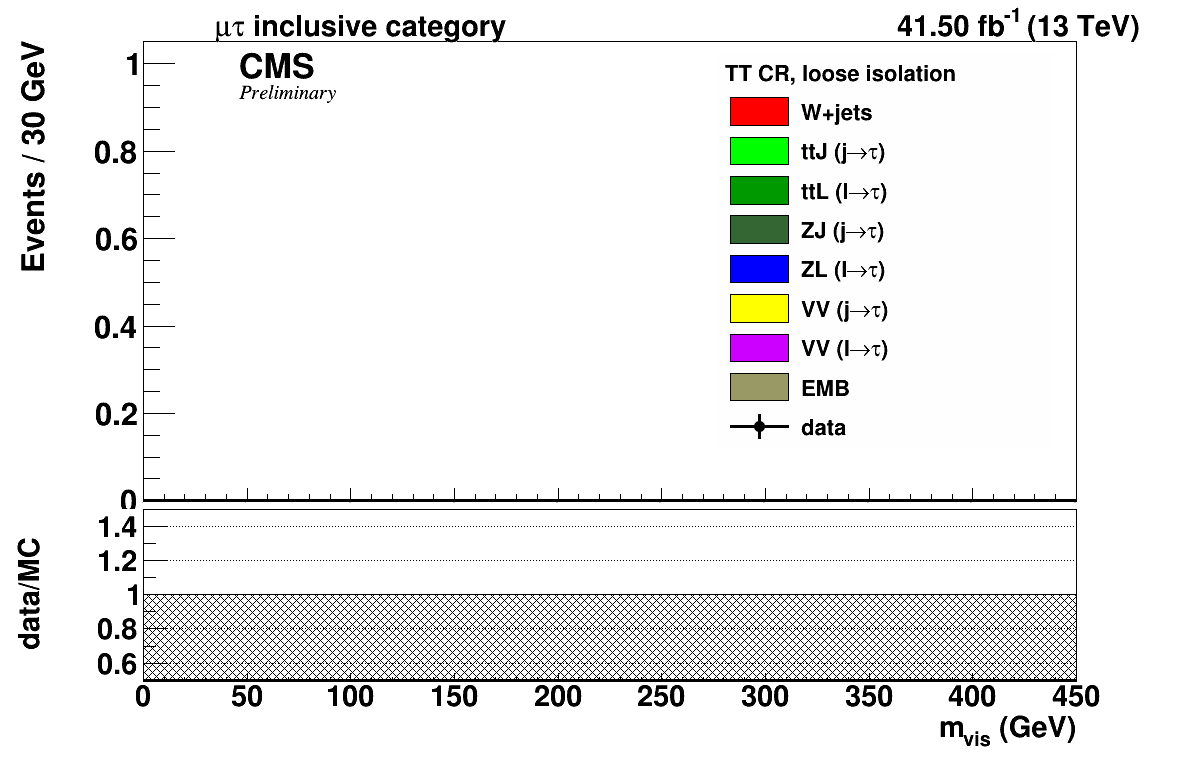 μτ inclusive category
41.50 fb-1 (13 TeV)
Events / 30 GeV
1
0.8
0.6
0.4
0.2
0
CMS
Preliminary
TT CR, loose isolation
W+jets
ttJ (j→τ)
ttL (l→τ)
ZJ (j→τ)
ZL (l→τ)
VV (j→τ)
VV (l→τ)
EMB
data
data/MC
1.4
1.2
1
0.8
0.6
0 50 100 150 200 250 300 350 400 450
mvis (GeV)